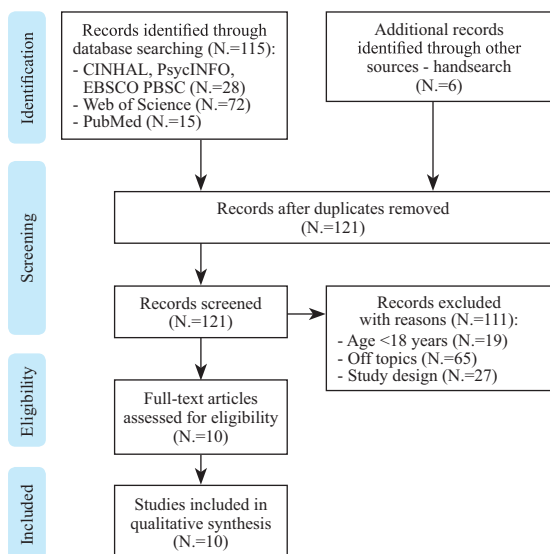 Identification
Records identified through
database searching (N.=115):
- CINHAL, PsycINFO,
EBSCO PBSC (N.=28)
- Web of Science (N.=72)
- PubMed (N.=15)
Additional records
identified through other
sources - handsearch
(N.=6)
Screening
Records after duplicates removed
(N.=121)
Records screened
(N.=121)
Records excluded
with reasons (N.=111):
- Age <18 years (N.=19)
- Off topics (N.=65)
- Study design (N.=27)
Eligibility
Full-text articles
assessed for eligibility
(N.=10)
Included
Studies included in
qualitative synthesis
(N.=10)